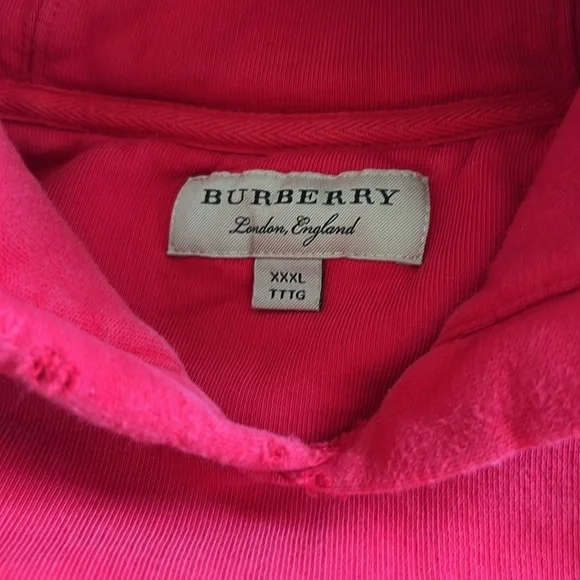 BURBERRY
London, England
XXXL
TTTG